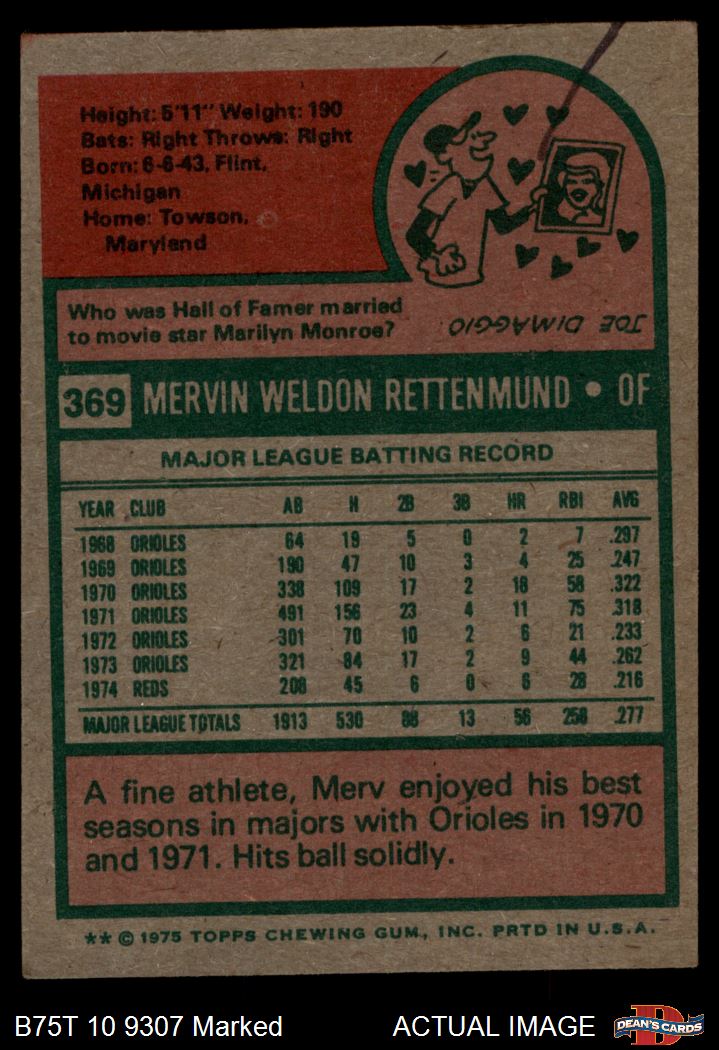 Height: 5'11" Weight: 190
Bats: Right Throws: Right
Born: 6-6-43, Flint,
Michigan
Home: Towson,
Maryland
Who was Hall of Famer married
to movie star Marilyn Monroe?
JOE DIMAGGIO
369 MERVIN WELDON RETTENMUND • OF
MAJOR LEAGUE BATTING RECORD
YEAR CLUB AB H 2B 3B HR RBI AVG
1968 ORIOLES 64 19 5 0 2 7 .297
1969 ORIOLES 190 47 10 3 4 25 .247
1970 ORIOLES 338 109 17 2 18 58 .322
1971 ORIOLES 491 156 23 4 11 75 .318
1972 ORIOLES 301 70 10 2 6 21 .233
1973 ORIOLES 321 84 17 2 9 44 .262
1974 REDS 208 45 6 0 6 28 .216
MAJOR LEAGUE TOTALS 1913 530 88 13 56 258 .277
A fine athlete, Merv enjoyed his best
seasons in majors with Orioles in 1970
and 1971. Hits ball solidly.
** © 1975 TOPPS CHEWING GUM, INC. PRTD IN U.S.A.
B75T 10 9307 Marked ACTUAL IMAGE DEAN'S CARDS